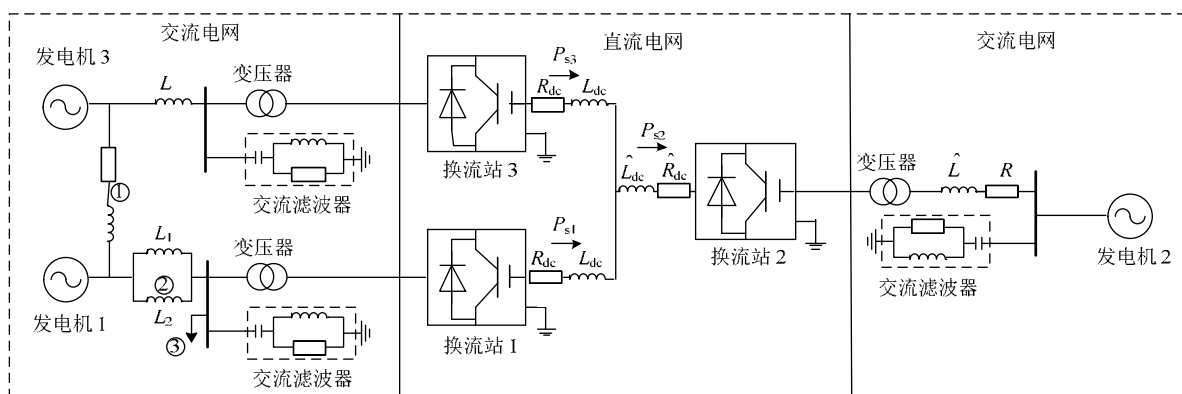 交流电网
直流电网
交流电网
发电机 3
L
变压器
交流滤波器
①
L₁
②
L₂
③
发电机 1
变压器
交流滤波器
P_s3
R_dc
L_dc
换流站 3
P_s1
R_dc
L_dc
换流站 1
P_s2
L̂_dc
R̂_dc
换流站 2
变压器
L̂
R
交流滤波器
发电机 2